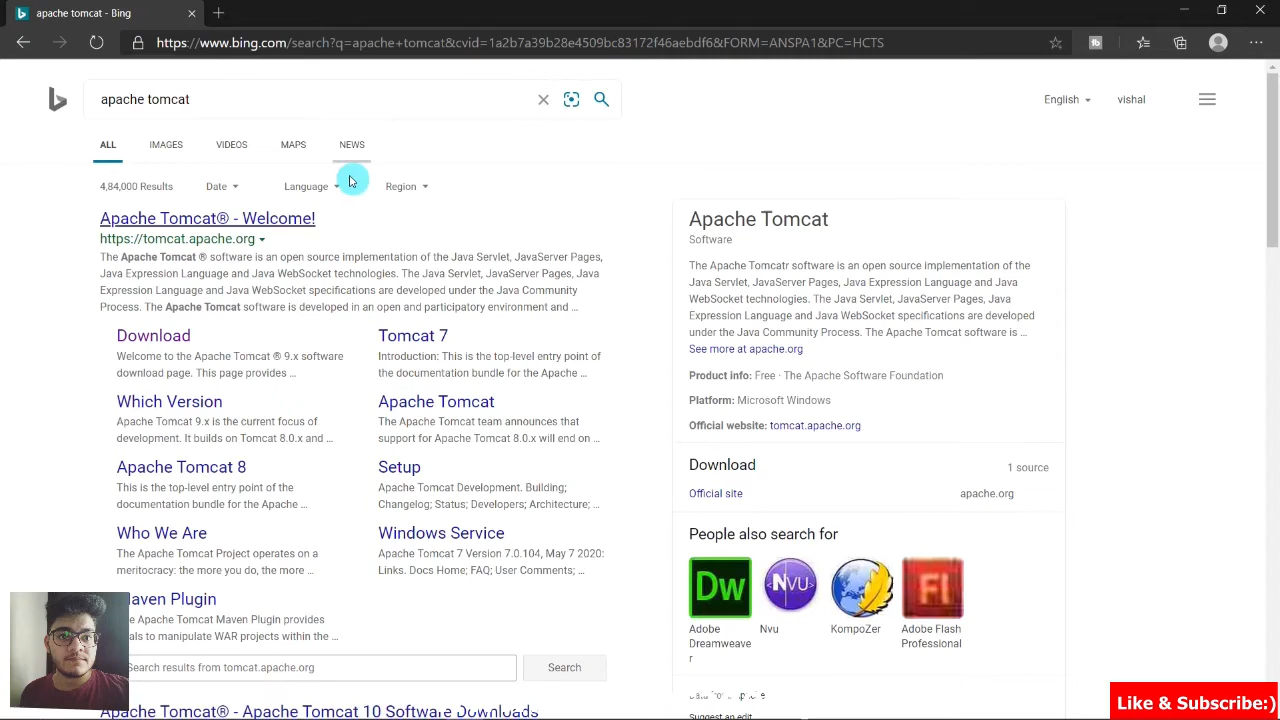 apache tomcat - Bing
https://www.bing.com/search?q=apache+tomcat&cvid=1a2b7a39b28e4509bc83172f46aebdf6&FORM=ANSPA1&PC=HCTS
apache tomcat
English
vishal
ALL
IMAGES
VIDEOS
MAPS
NEWS
4,84,000 Results
Date
Language
Region
Apache Tomcat® - Welcome!
https://tomcat.apache.org
The Apache Tomcat ® software is an open source implementation of the Java Servlet, JavaServer Pages,
Java Expression Language and Java WebSocket technologies. The Java Servlet, JavaServer Pages, Java
Expression Language and Java WebSocket specifications are developed under the Java Community
Process. The Apache Tomcat software is developed in an open and participatory environment and ...
Download
Welcome to the Apache Tomcat ® 9.x software
download page. This page provides ...
Tomcat 7
Introduction: This is the top-level entry point of
the documentation bundle for the Apache ...
Which Version
Apache Tomcat 9.x is the current focus of
development. It builds on Tomcat 8.0.x and ...
Apache Tomcat
The Apache Tomcat team announces that
support for Apache Tomcat 8.0.x will end on ...
Apache Tomcat 8
This is the top-level entry point of the
documentation bundle for the Apache ...
Setup
Apache Tomcat Development. Building;
Changelog; Status; Developers; Architecture; ...
Who We Are
The Apache Tomcat Project operates on a
meritocracy: the more you do, the more ...
Windows Service
Apache Tomcat 7 Version 7.0.104, May 7 2020:
Links. Docs Home; FAQ; User Comments; ...
Maven Plugin
The Apache Tomcat Maven Plugin provides
goals to manipulate WAR projects within the ...
Search results from tomcat.apache.org
Search
Apache Tomcat® - Apache Tomcat 10 Software Downloads
Apache Tomcat
Software
The Apache Tomcatr software is an open source implementation of the
Java Servlet, JavaServer Pages, Java Expression Language and Java
WebSocket technologies. The Java Servlet, JavaServer Pages, Java
Expression Language and Java WebSocket specifications are developed
under the Java Community Process. The Apache Tomcat software is ...
See more at apache.org
Product info: Free · The Apache Software Foundation
Platform: Microsoft Windows
Official website: tomcat.apache.org
Download
1 source
Official site
apache.org
People also search for
Dw
NVU
Fl
Adobe
Dreamweave
r
Nvu
KompoZer
Adobe Flash
Professional
Suggest an edit
Like & Subscribe:)